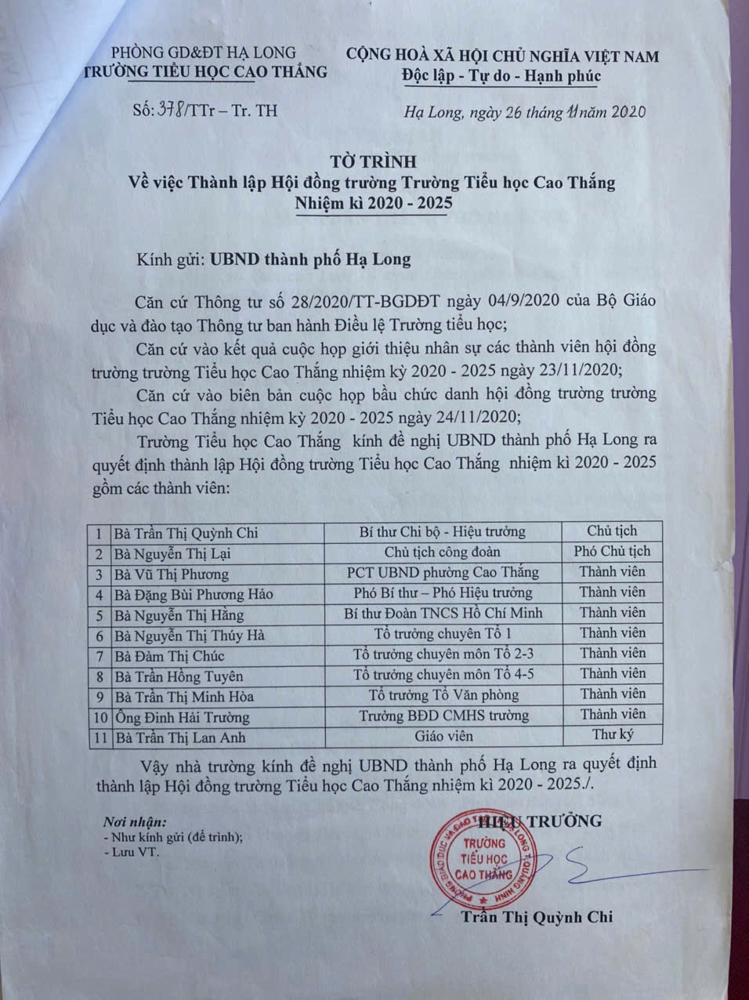 PHÒNG GD&ĐT HẠ LONG
TRƯỜNG TIỂU HỌC CAO THẮNG
CỘNG HOÀ XÃ HỘI CHỦ NGHĨA VIỆT NAM
Độc lập - Tự do - Hạnh phúc
Số: 378/TTr – Tr. TH
Hạ Long, ngày 26 tháng 11 năm 2020
TỜ TRÌNH
Về việc Thành lập Hội đồng trường Trường Tiểu học Cao Thắng
Nhiệm kì 2020 - 2025
Kính gửi: UBND thành phố Hạ Long
Căn cứ Thông tư số 28/2020/TT-BGDĐT ngày 04/9/2020 của Bộ Giáo
dục và đào tạo Thông tư ban hành Điều lệ Trường tiểu học;
Căn cứ vào kết quả cuộc họp giới thiệu nhân sự các thành viên hội đồng
trường trường Tiểu học Cao Thắng nhiệm kỳ 2020 - 2025 ngày 23/11/2020;
Căn cứ vào biên bản cuộc họp bầu chức danh hội đồng trường trường
Tiểu học Cao Thắng nhiệm kỳ 2020 - 2025 ngày 24/11/2020;
Trường Tiểu học Cao Thắng kính đề nghị UBND thành phố Hạ Long ra
quyết định thành lập Hội đồng trường Tiểu học Cao Thắng nhiệm kì 2020 - 2025
gồm các thành viên:
1 Bà Trần Thị Quỳnh Chi Bí thư Chi bộ - Hiệu trưởng Chủ tịch
2 Bà Nguyễn Thị Lại Chủ tịch công đoàn Phó Chủ tịch
3 Bà Vũ Thị Phương PCT UBND phường Cao Thắng Thành viên
4 Bà Đặng Bùi Phương Hảo Phó Bí thư – Phó Hiệu trưởng Thành viên
5 Bà Nguyễn Thị Hằng Bí thư Đoàn TNCS Hồ Chí Minh Thành viên
6 Bà Nguyễn Thị Thúy Hà Tổ trưởng chuyên Tổ 1 Thành viên
7 Bà Đàm Thị Chúc Tổ trưởng chuyên môn Tổ 2-3 Thành viên
8 Bà Trần Hồng Tuyên Tổ trưởng chuyên môn Tổ 4-5 Thành viên
9 Bà Trần Thị Minh Hòa Tổ trưởng Tổ Văn phòng Thành viên
10 Ông Đinh Hải Trường Trưởng BĐD CMHS trường Thành viên
11 Bà Trần Thị Lan Anh Giáo viên Thư ký
Vậy nhà trường kính đề nghị UBND thành phố Hạ Long ra quyết định
thành lập Hội đồng trường Tiểu học Cao Thắng nhiệm kì 2020 - 2025./.
Nơi nhận:
- Như kính gửi (để trình);
- Lưu VT.
HIỆU TRƯỞNG
TRƯỜNG
TIỂU HỌC
CAO THẮNG
Trần Thị Quỳnh Chi